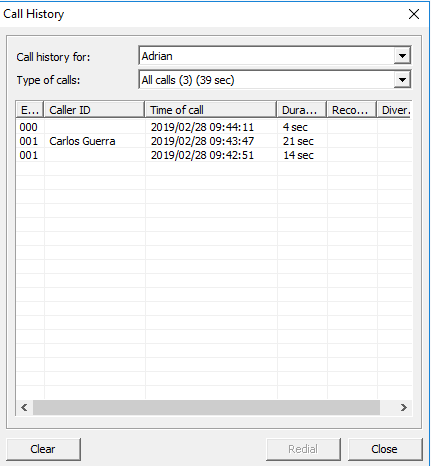 Call History
Call history for: Adrian
Type of calls: All calls (3) (39 sec)
E... Caller ID Time of call Dura... Reco... Diver.
000 2019/02/28 09:44:11 4 sec
001 Carlos Guerra 2019/02/28 09:43:47 21 sec
001 2019/02/28 09:42:51 14 sec
Clear Redial Close